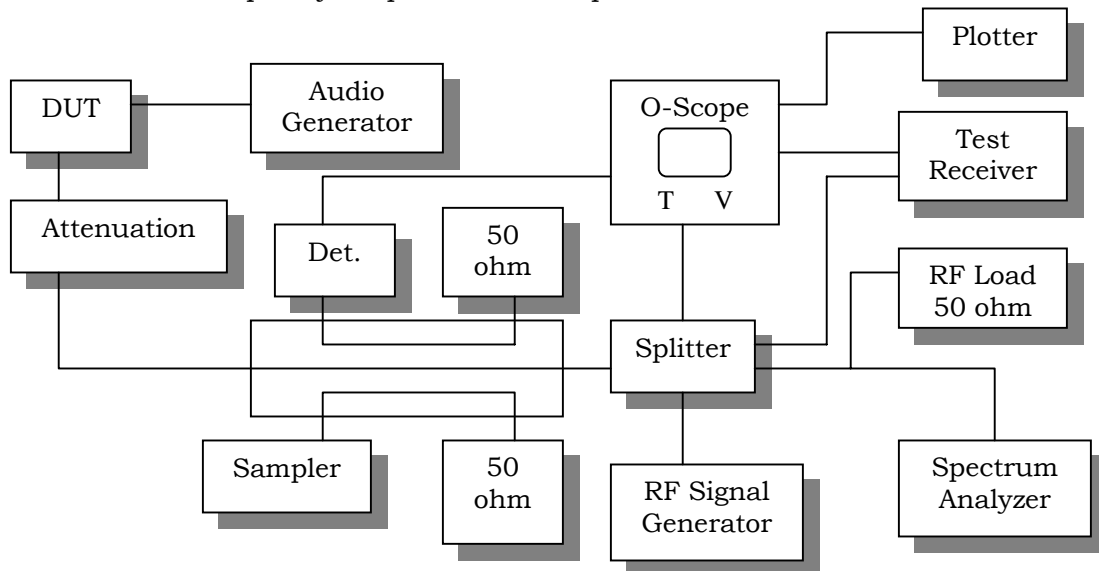 Plotter
DUT
Audio
Generator
O-Scope
T V
Test
Receiver
Attenuation
Det.
50
ohm
RF Load
50 ohm
Splitter
Sampler
50
ohm
RF Signal
Generator
Spectrum
Analyzer